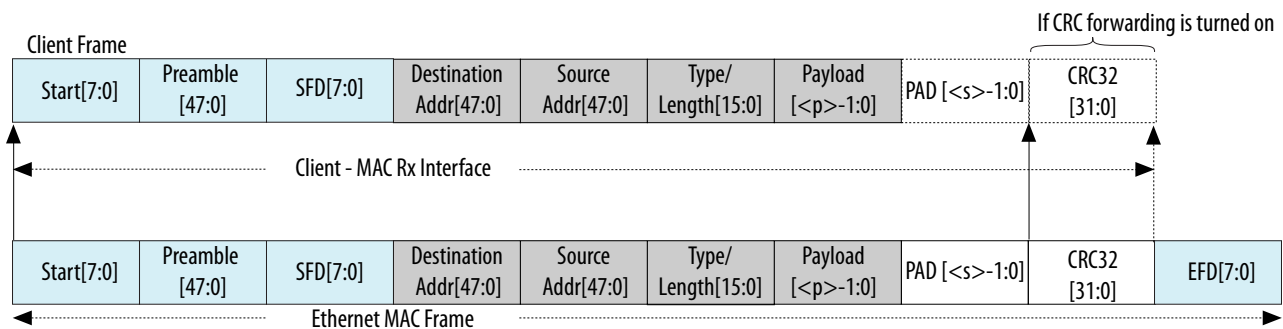 If CRC forwarding is turned on
Client Frame
Start[7:0]
Preamble
[47:0]
SFD[7:0]
Destination
Addr[47:0]
Source
Addr[47:0]
Type/
Length[15:0]
Payload
[<p>-1:0]
PAD [<s>-1:0]
CRC32
[31:0]
Client - MAC Rx Interface
Start[7:0]
Preamble
[47:0]
SFD[7:0]
Destination
Addr[47:0]
Source
Addr[47:0]
Type/
Length[15:0]
Payload
[<p>-1:0]
PAD [<s>-1:0]
CRC32
[31:0]
EFD[7:0]
Ethernet MAC Frame